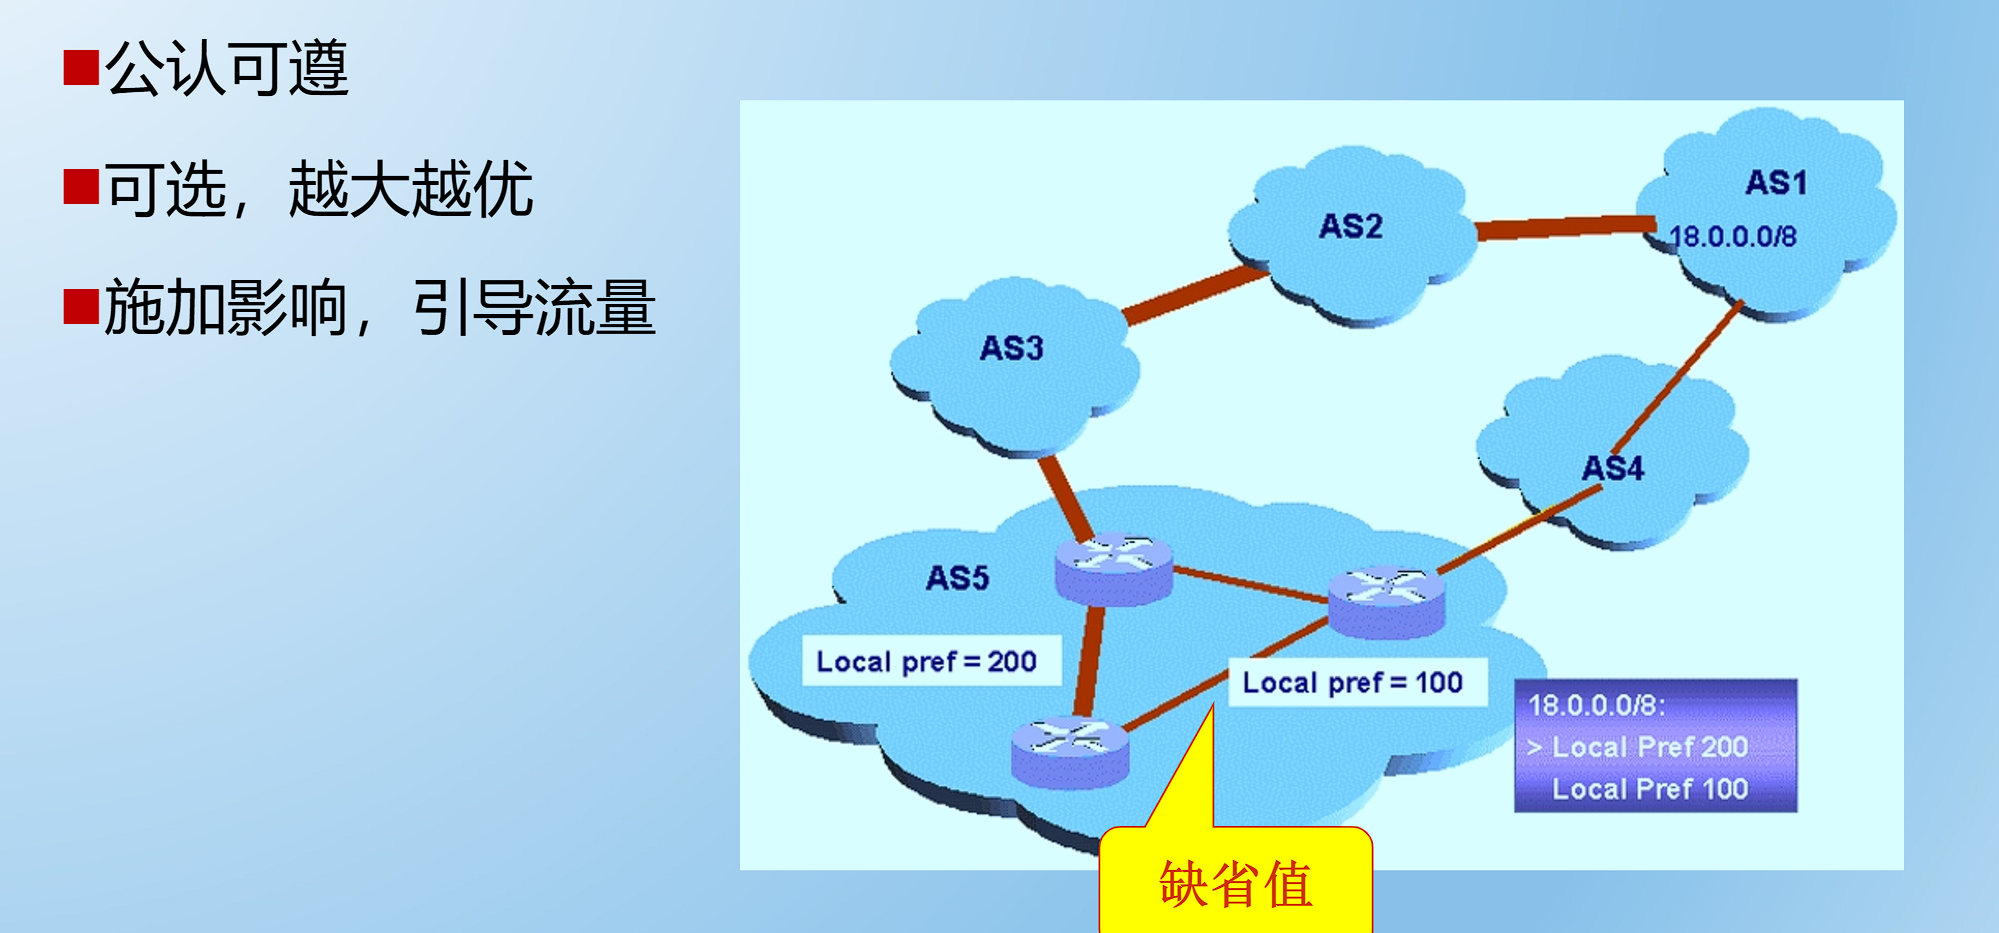 公认可遵
可选，越大越优
施加影响，引导流量
AS1
18.0.0.0/8
AS2
AS3
AS4
AS5
Local pref = 200
Local pref = 100
18.0.0.0/8:
> Local Pref 200
Local Pref 100
缺省值